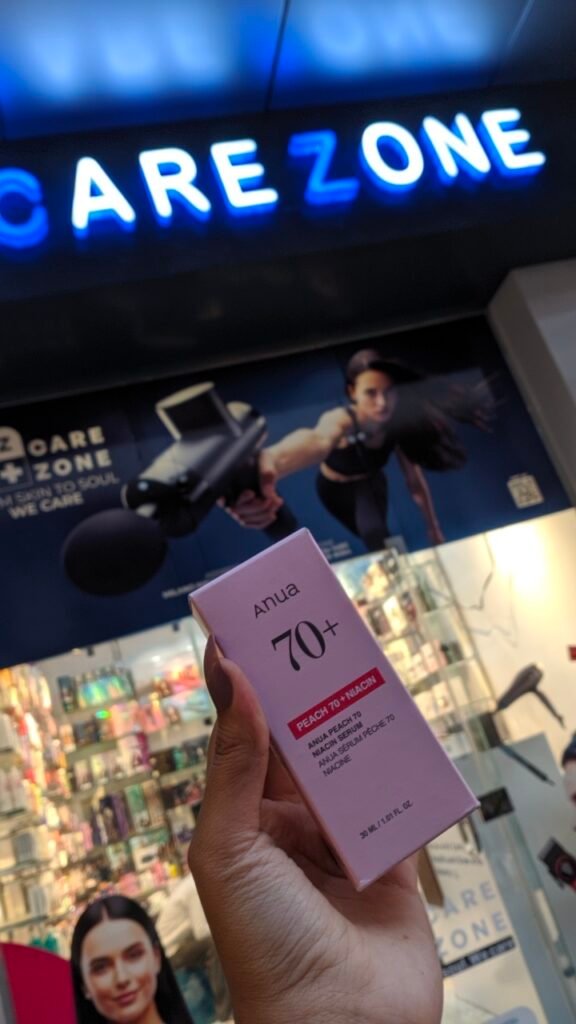 CARE ZONE
CARE
ZONE
WE CARE
Anua
70+
PEACH 70 + NIACIN
ANUA PEACH 70
NIACIN SERUM
ANUA SÉRUM PÊCHE 70
NIACINE
30 ML / 1.01 FL. OZ.
CARE
ZONE